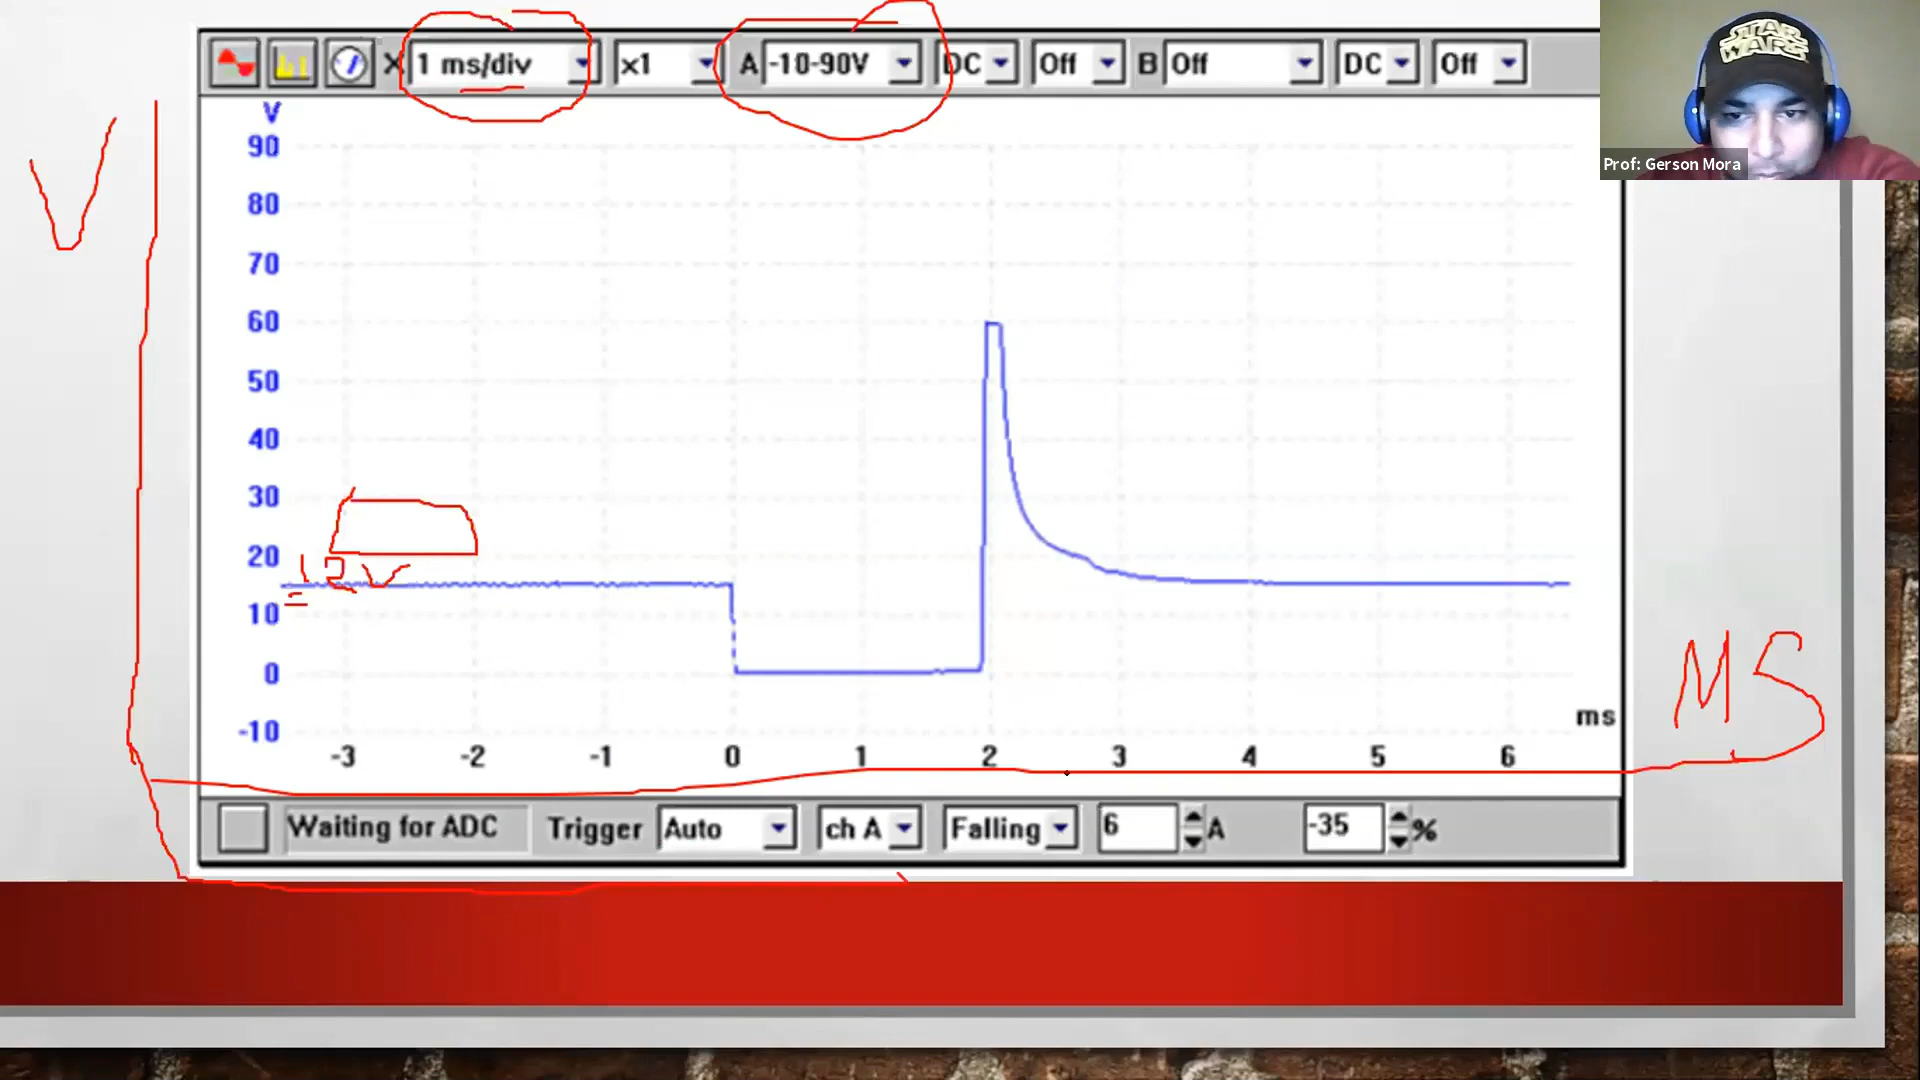 STAR
WARS
Prof: Gerson Mora
X 1 ms/div x1 A -10-90V DC Off B Off DC Off
V
V
90
80
70
60
50
40
30
20
12 V
10
0
-10
ms
MS
-3 -2 -1 0 1 2 3 4 5 6
Waiting for ADC Trigger Auto ch A Falling 6 A -35 %